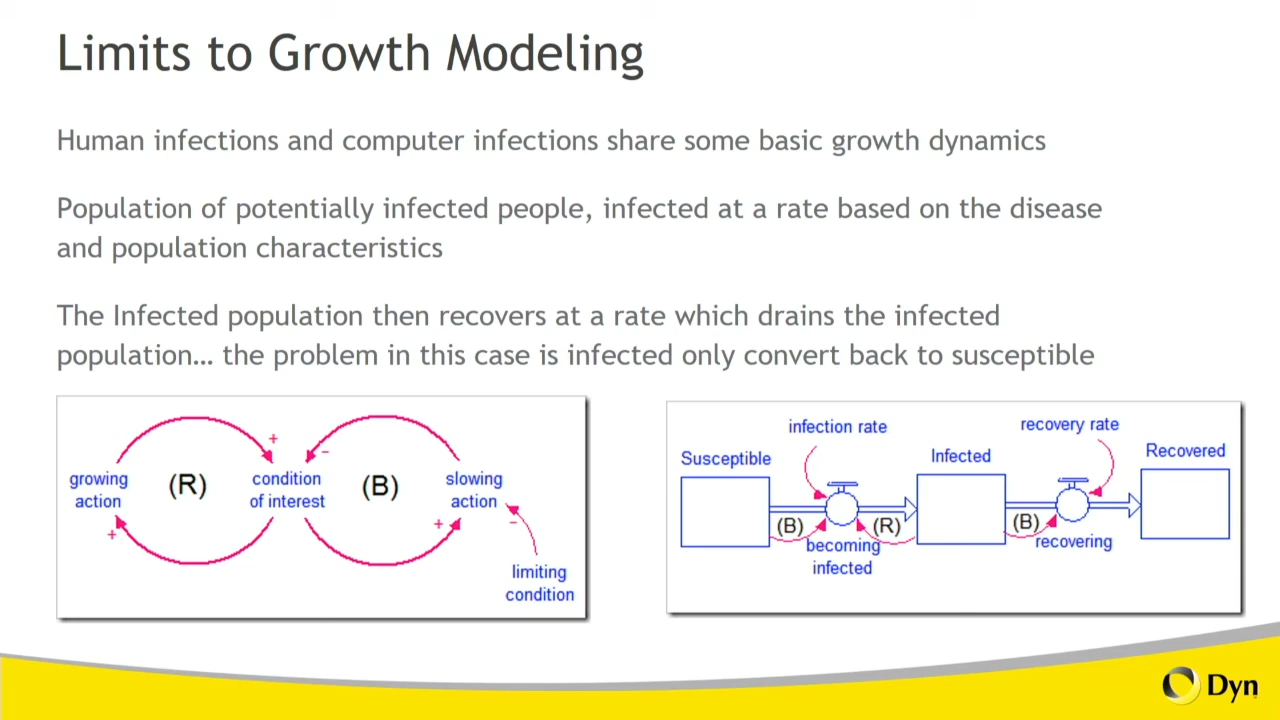 Limits to Growth Modeling
Human infections and computer infections share some basic growth dynamics
Population of potentially infected people, infected at a rate based on the disease
and population characteristics
The Infected population then recovers at a rate which drains the infected
population… the problem in this case is infected only convert back to susceptible
growing
action
+
(R)
+
condition
of interest
-
(B)
+
slowing
action
-
limiting
condition
Susceptible
infection rate
Infected
recovery rate
Recovered
(B)
(R)
becoming
infected
(B)
recovering
Dyn